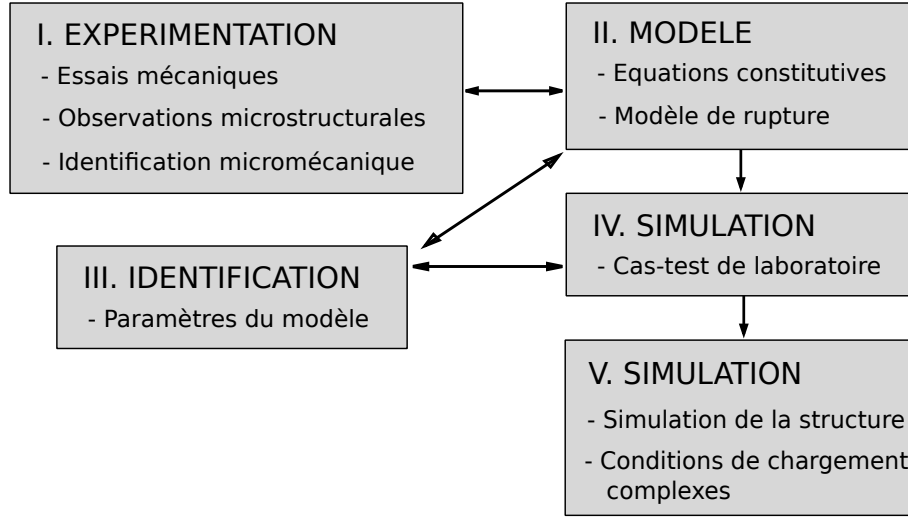 I. EXPERIMENTATION
- Essais mécaniques
- Observations microstructurales
- Identification micromécanique
II. MODELE
- Equations constitutives
- Modèle de rupture
III. IDENTIFICATION
- Paramètres du modèle
IV. SIMULATION
- Cas-test de laboratoire
V. SIMULATION
- Simulation de la structure
- Conditions de chargement
complexes